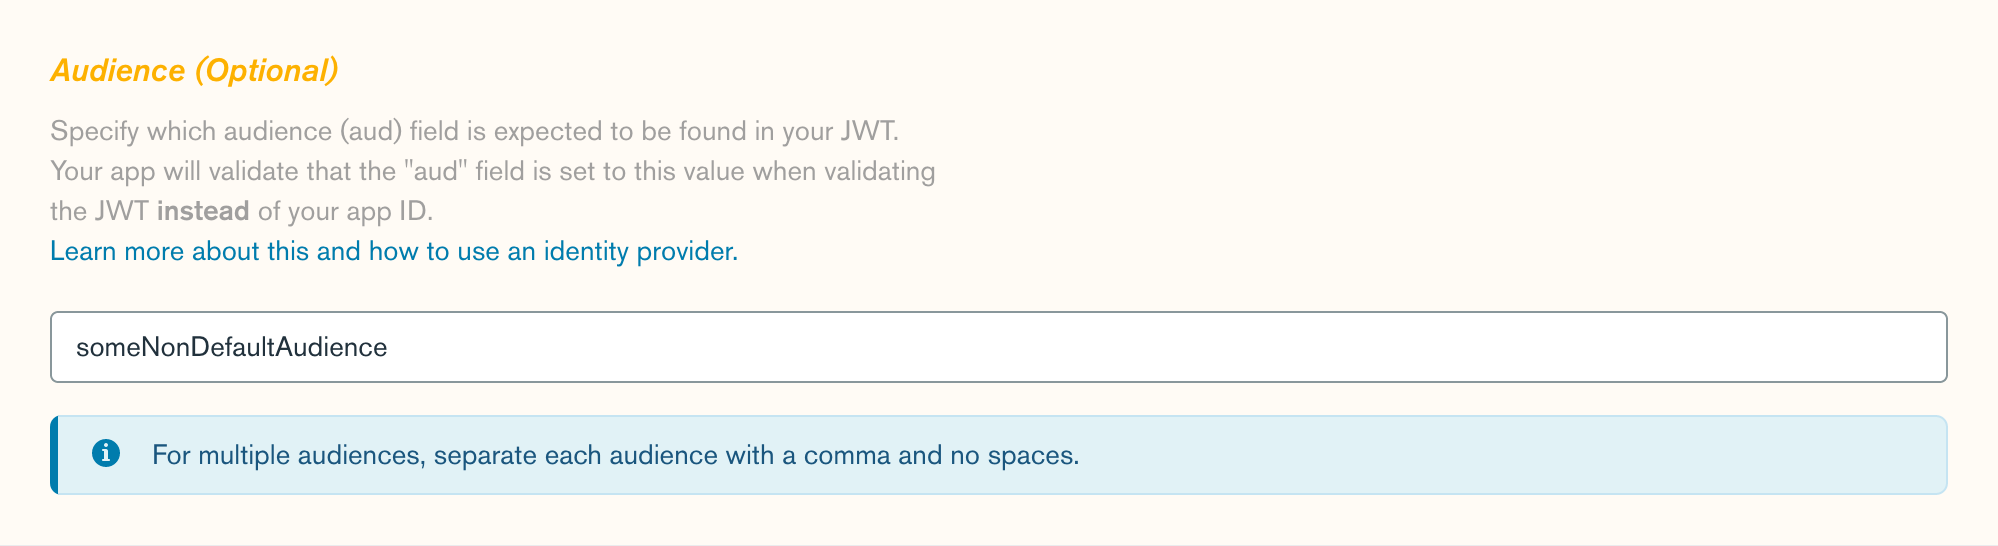 Audience (Optional)
Specify which audience (aud) field is expected to be found in your JWT.
Your app will validate that the "aud" field is set to this value when validating
the JWT instead of your app ID.
Learn more about this and how to use an identity provider.
someNonDefaultAudience
For multiple audiences, separate each audience with a comma and no spaces.